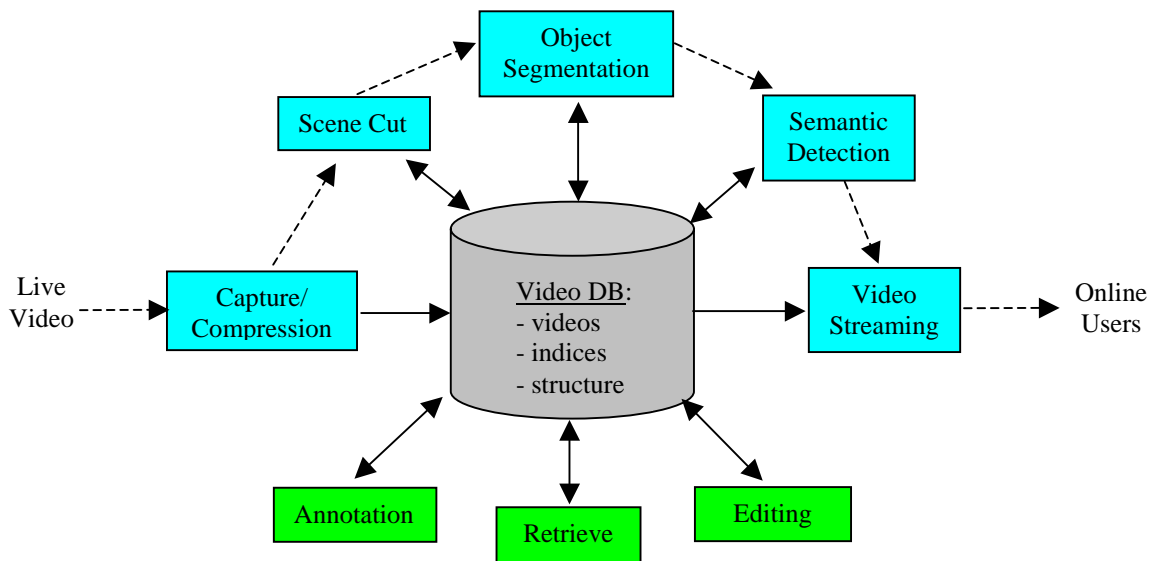 Object
Segmentation
Scene Cut
Semantic
Detection
Live
Video
Capture/
Compression
Video DB:
- videos
- indices
- structure
Video
Streaming
Online
Users
Annotation
Retrieve
Editing